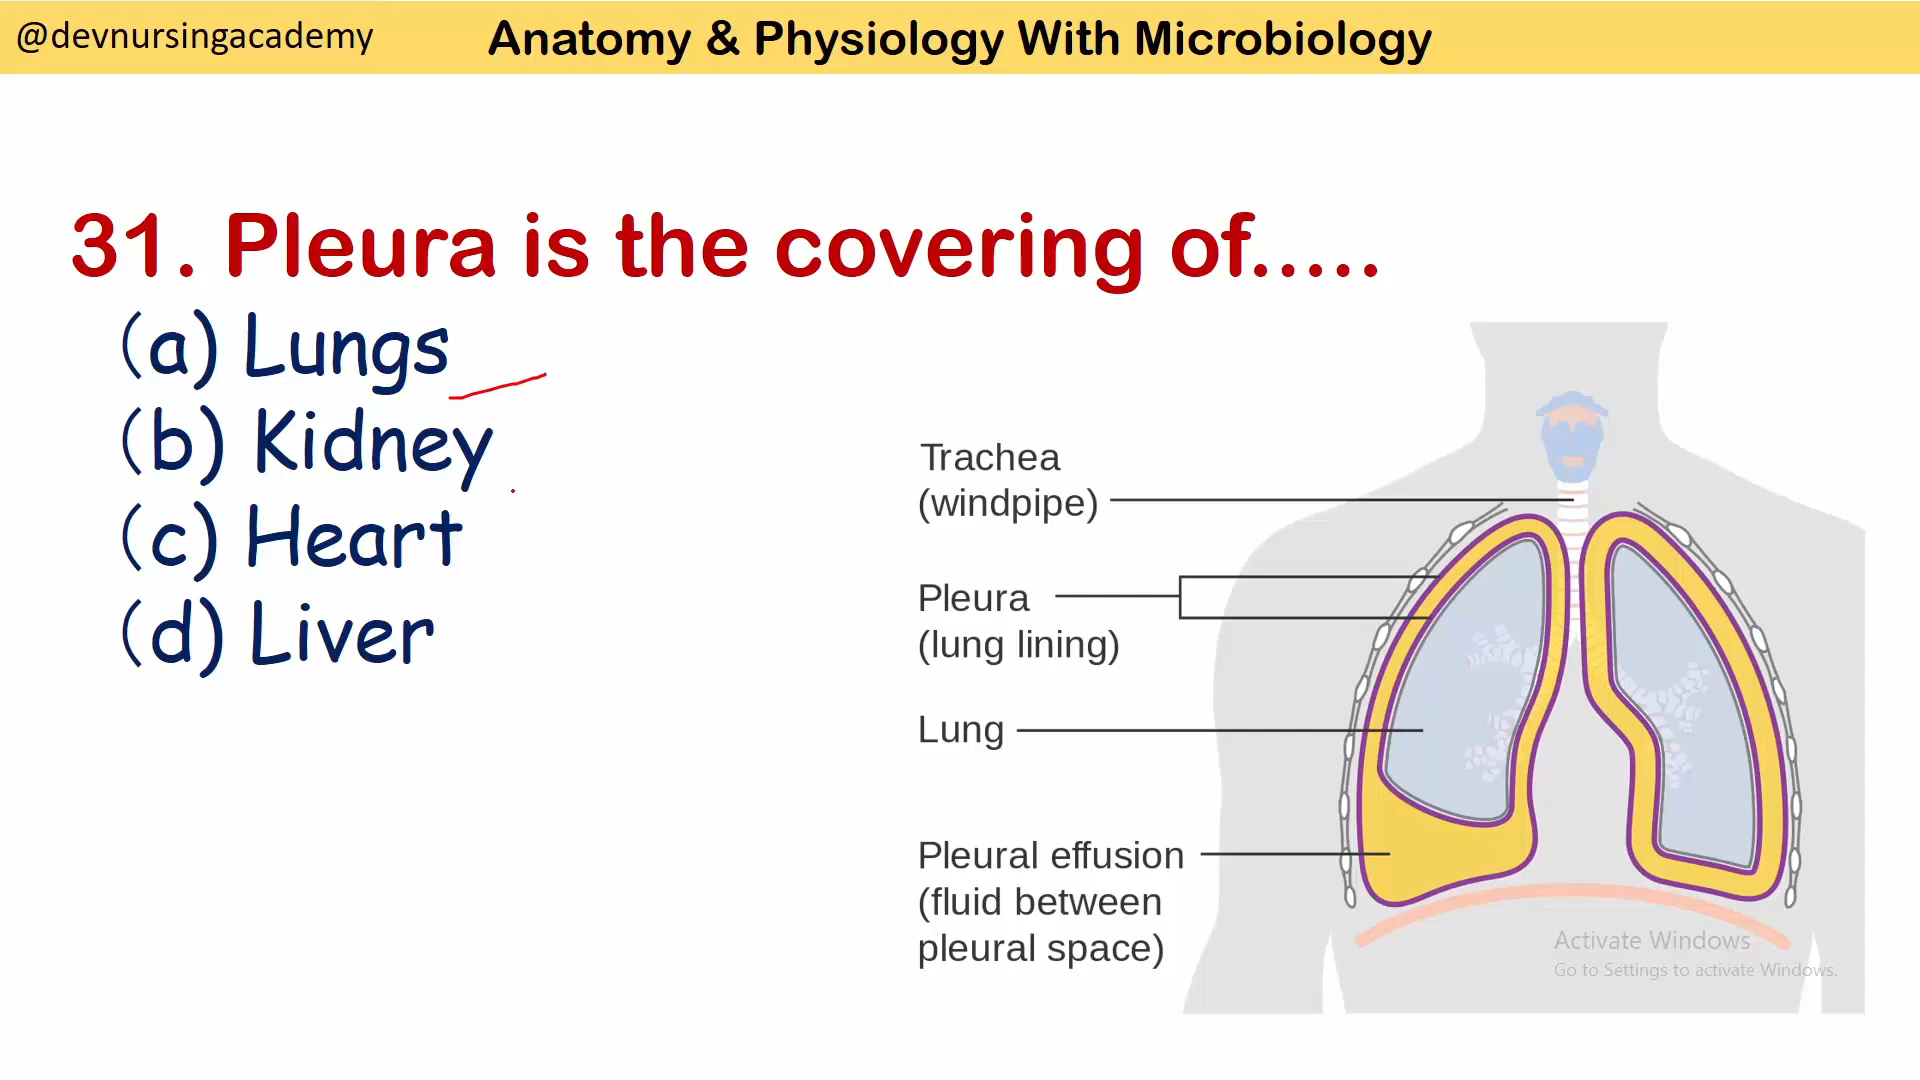 @devnursingacademy
Anatomy & Physiology With Microbiology
31. Pleura is the covering of.....
(a) Lungs
(b) Kidney
(c) Heart
(d) Liver
Trachea
(windpipe)
Pleura
(lung lining)
Lung
Pleural effusion
(fluid between
pleural space)
Activate Windows
Go to Settings to activate Windows.